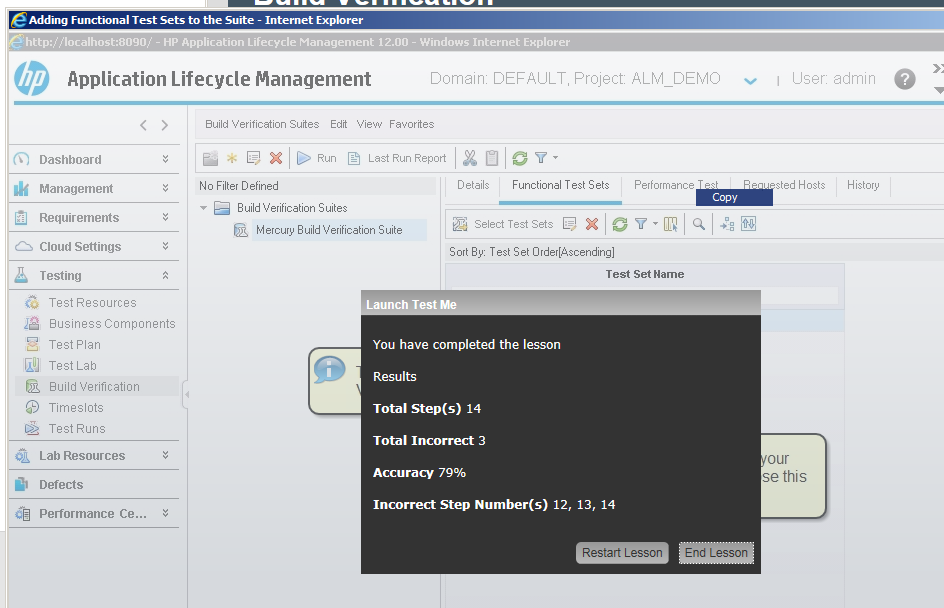 Build Verification
Adding Functional Test Sets to the Suite - Internet Explorer
http://localhost:8090/ - HP Application Lifecycle Management 12.00 - Windows Internet Explorer
hp
Application Lifecycle Management
Domain: DEFAULT, Project: ALM_DEMO
User: admin
?
Build Verification Suites Edit View Favorites
Run
Last Run Report
Dashboard
Management
Requirements
Cloud Settings
Testing
Test Resources
Business Components
Test Plan
Test Lab
Build Verification
Timeslots
Test Runs
Lab Resources
Defects
Performance Ce...
No Filter Defined
Build Verification Suites
Mercury Build Verification Suite
Details Functional Test Sets Performance Test Requested Hosts History
Copy
Select Test Sets
Sort By: Test Set Order[Ascending]
Test Set Name
Launch Test Me
You have completed the lesson
Results
Total Step(s) 14
Total Incorrect 3
Accuracy 79%
Incorrect Step Number(s) 12, 13, 14
Restart Lesson End Lesson
your
se this